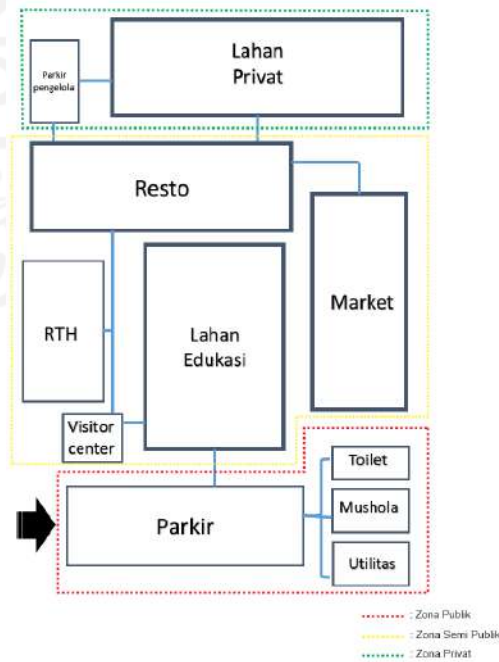 Lahan
Privat
Parkir
pengelola
Resto
RTH
Lahan
Edukasi
Market
Visitor
center
Parkir
Toilet
Mushola
Utilitas
: Zona Publik
: Zona Semi Publik
: Zona Privat